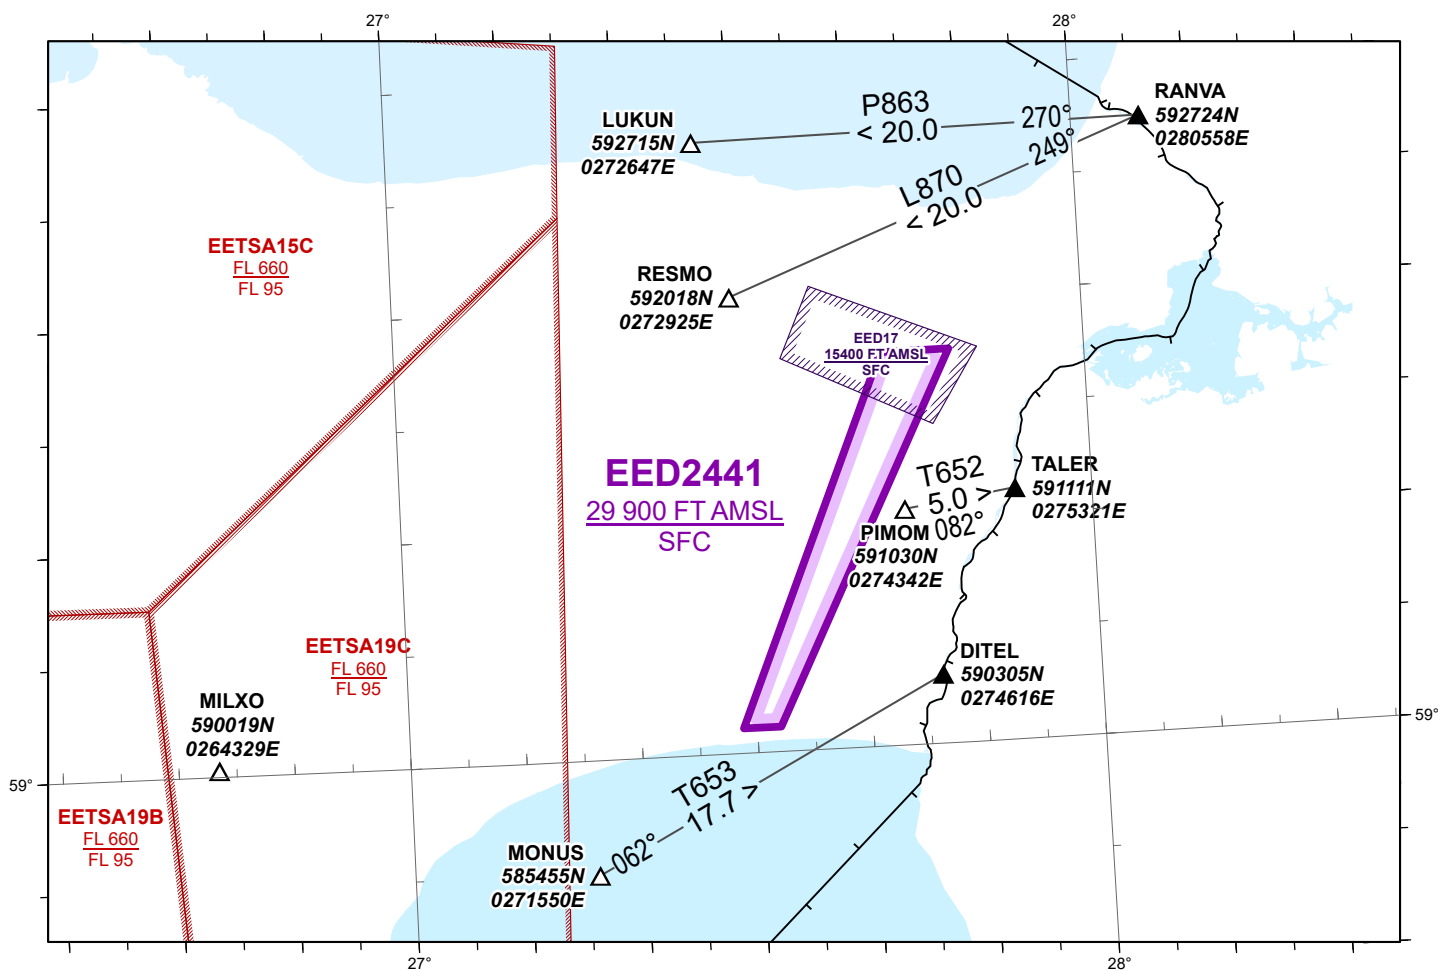 27°
28°
RANVA
592724N
0280558E
P863
< 20.0
270°
LUKUN
592715N
0272647E
249°
L870
< 20.0
EETSA15C
FL 660
FL 95
RESMO
592018N
0272925E
EED17
15400 FT AMSL
SFC
EED2441
29 900 FT AMSL
SFC
T652
5.0 >
082°
TALER
591111N
0275321E
PIMOM
591030N
0274342E
EETSA19C
FL 660
FL 95
DITEL
590305N
0274616E
MILXO
590019N
0264329E
59°
59°
EETSA19B
FL 660
FL 95
T653
17.7 >
062°
MONUS
585455N
0271550E
27°
28°